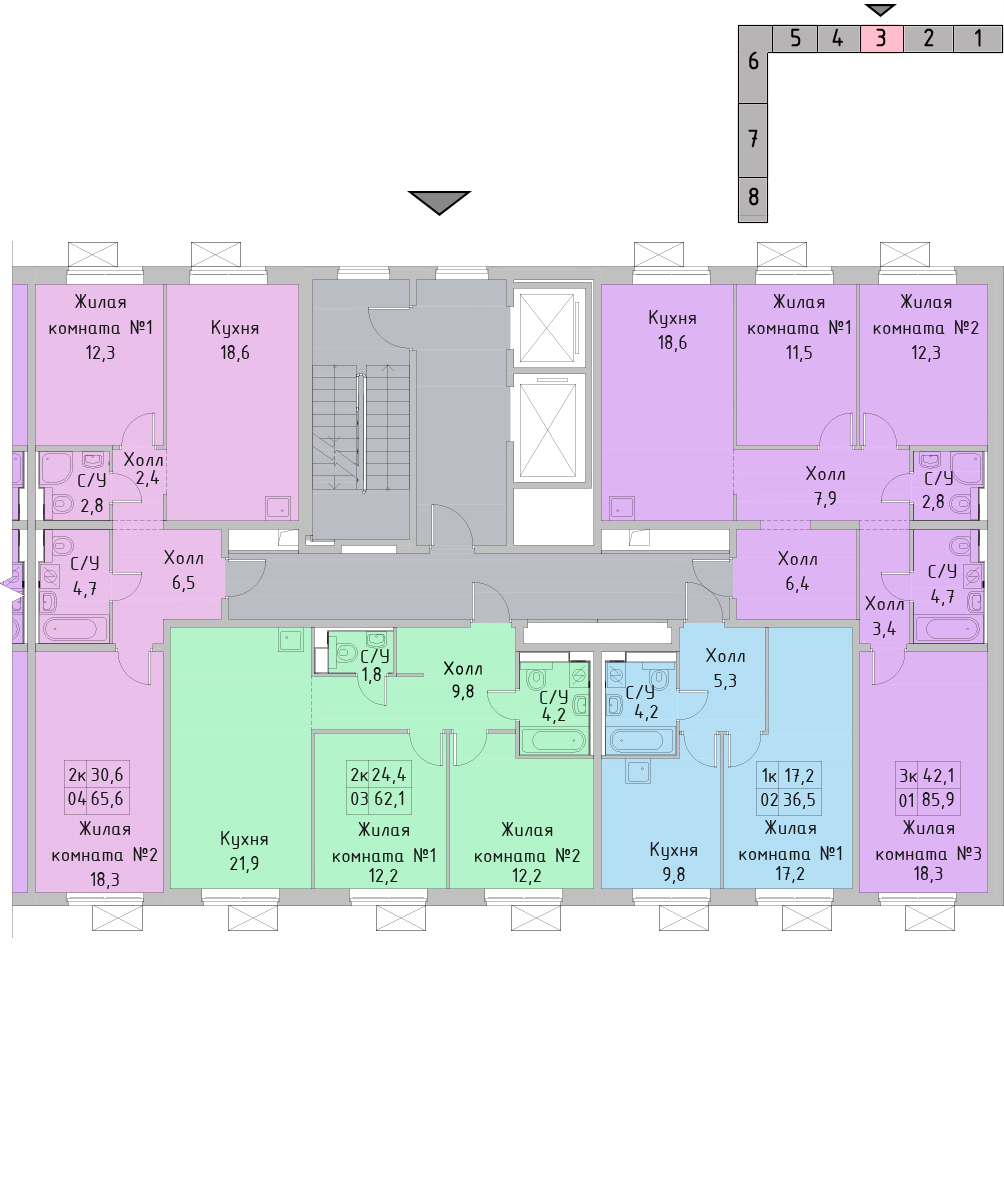 5 4 3 2 1
6
7
8
Жилая
комната №1
12,3
Кухня
18,6
Холл
2,4
С/У
2,8
С/У
4,7
Холл
6,5
2к 30,6
04 65,6
Жилая
комната №2
18,3
Кухня
21,9
С/У
1,8
Холл
9,8
С/У
4,2
2к 24,4
03 62,1
Жилая
комната №1
12,2
Жилая
комната №2
12,2
С/У
4,2
Холл
5,3
Кухня
9,8
1к 17,2
02 36,5
Жилая
комната №1
17,2
Кухня
18,6
Жилая
комната №1
11,5
Жилая
комната №2
12,3
Холл
7,9
С/У
2,8
Холл
6,4
С/У
4,7
Холл
3,4
3к 42,1
01 85,9
Жилая
комната №3
18,3